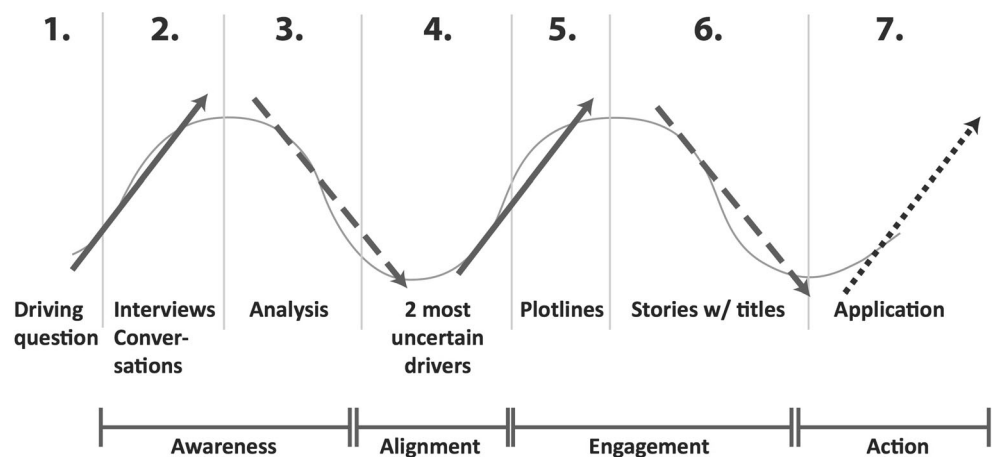 1. 2. 3. 4. 5. 6. 7.
Driving
question
Interviews
Conver-
sations
Analysis
2 most
uncertain
drivers
Plotlines
Stories w/ titles
Application
Awareness
Alignment
Engagement
Action